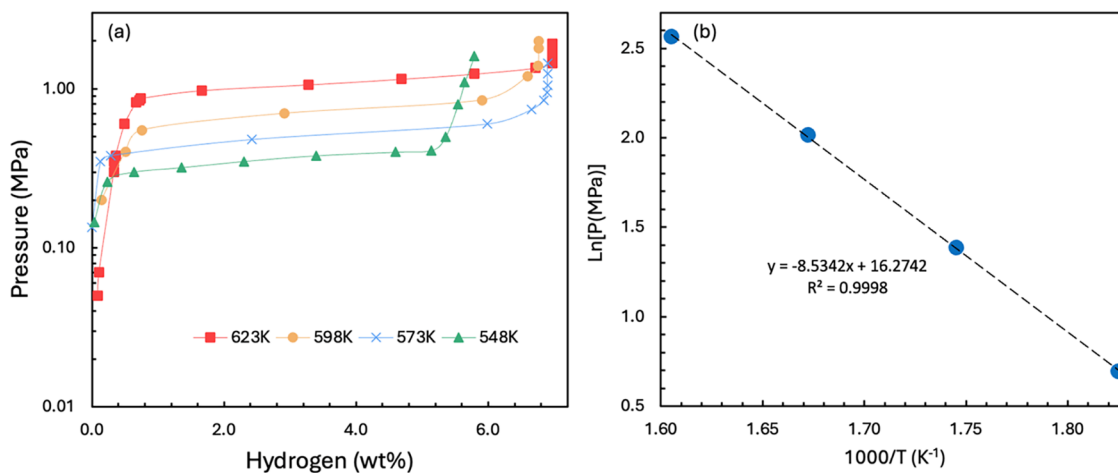 (a)
Pressure (MPa)
1.00
0.10
0.01
623K 598K 573K 548K
0.0 2.0 4.0 6.0
Hydrogen (wt%)
(b)
Ln[P(MPa)]
2.5
2.0
1.5
1.0
0.5
y = -8.5342x + 16.2742
R² = 0.9998
1.60 1.65 1.70 1.75 1.80
1000/T (K⁻¹)